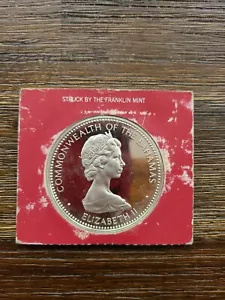 STRUCK BY THE FRANKLIN MINT
COMMONWEALTH OF THE BAHAMAS
ELIZABETH II